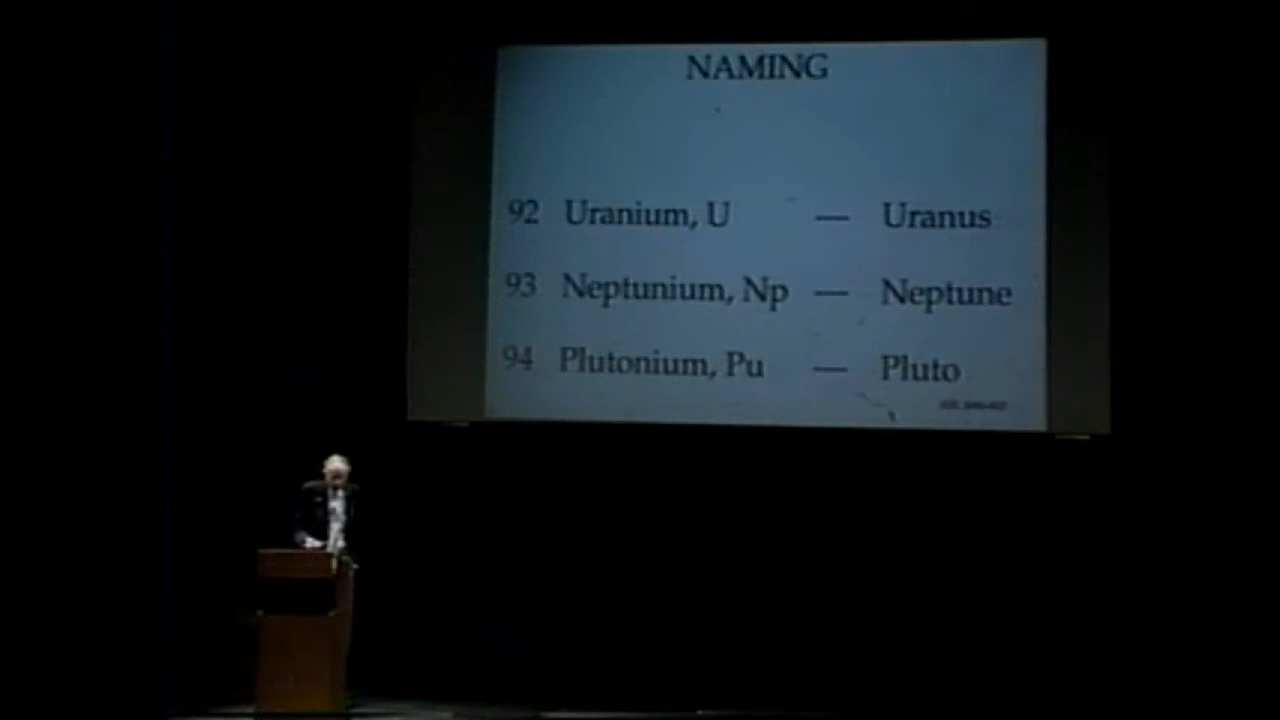 NAMING
92 Uranium, U — Uranus
93 Neptunium, Np — Neptune
94 Plutonium, Pu — Pluto